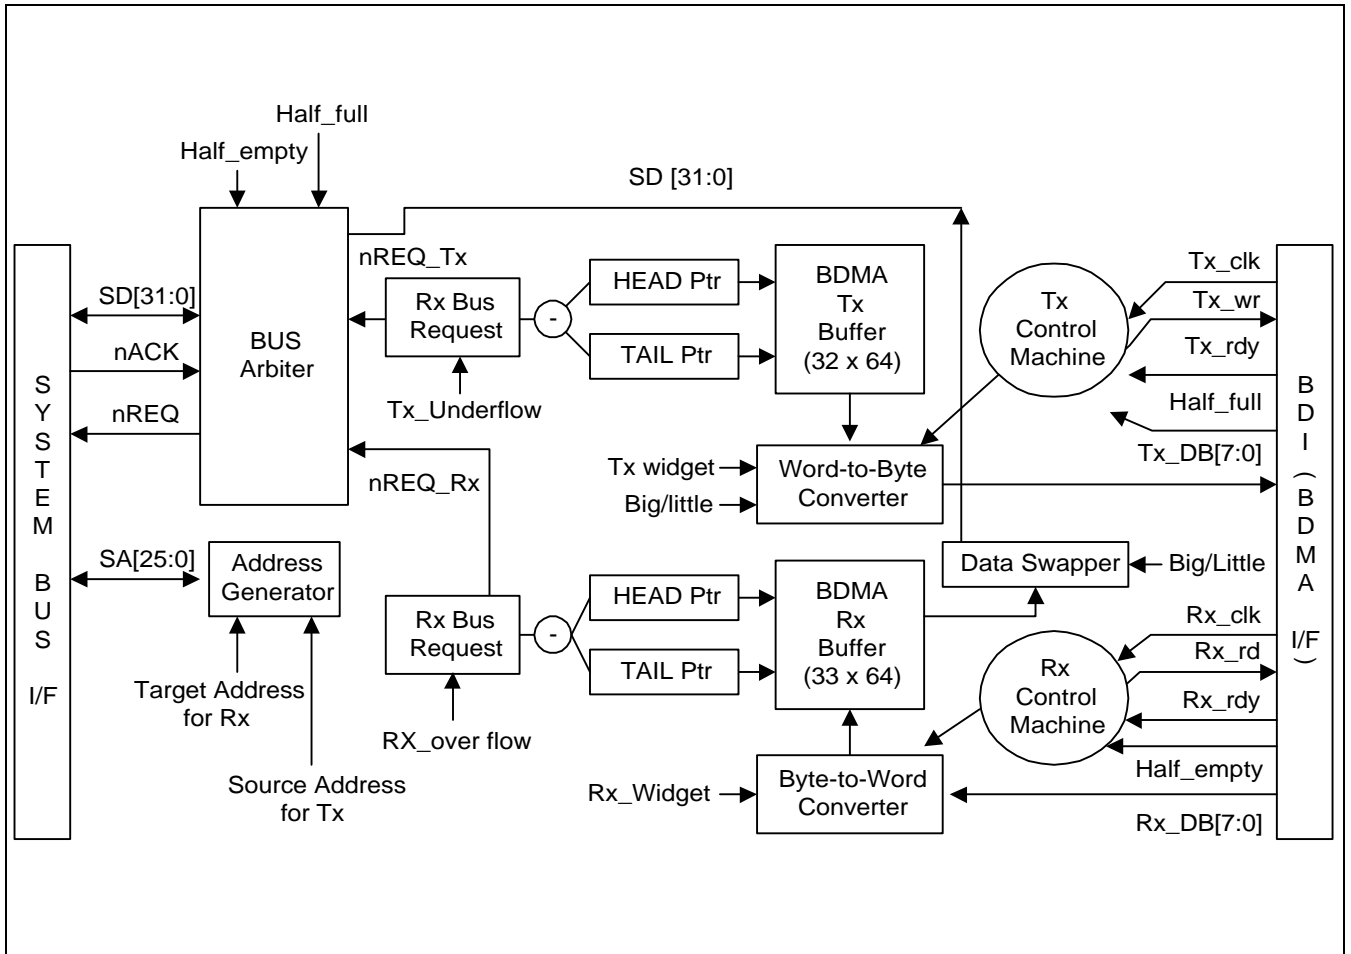 Half_full
Half_empty
SD [31:0]
SYSTEM BUS I/F
SD[31:0]
nACK
nREQ
SA[25:0]
BUS
Arbiter
nREQ_Tx
Rx Bus
Request
-
HEAD Ptr
TAIL Ptr
BDMA
Tx
Buffer
(32 x 64)
Tx_Underflow
Tx
Control
Machine
Tx_clk
Tx_wr
Tx_rdy
Half_full
Tx_DB[7:0]
BDI (BDMA I/F)
nREQ_Rx
Tx widget
Big/little
Word-to-Byte
Converter
Address
Generator
Target Address
for Rx
Source Address
for Tx
Rx Bus
Request
-
RX_over flow
HEAD Ptr
TAIL Ptr
BDMA
Rx
Buffer
(33 x 64)
Data Swapper
Big/Little
Rx
Control
Machine
Rx_clk
Rx_rd
Rx_rdy
Half_empty
Rx_DB[7:0]
Rx_Widget
Byte-to-Word
Converter